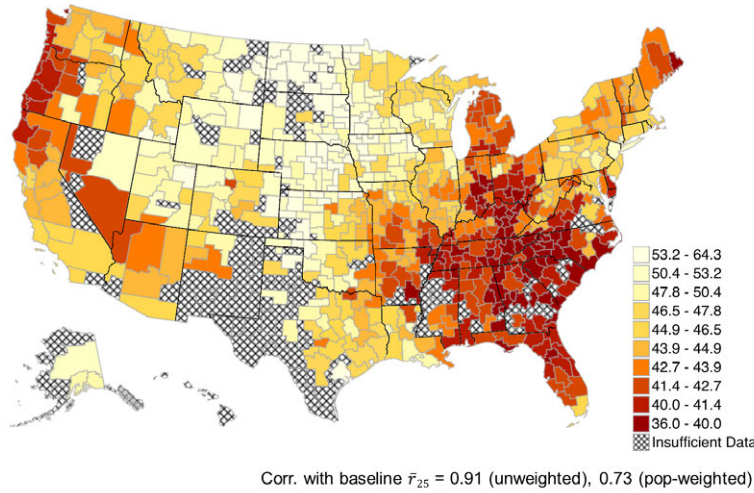 53.2 - 64.3
50.4 - 53.2
47.8 - 50.4
46.5 - 47.8
44.9 - 46.5
43.9 - 44.9
42.7 - 43.9
41.4 - 42.7
40.0 - 41.4
36.0 - 40.0
Insufficient Data
Corr. with baseline r̄₂₅ = 0.91 (unweighted), 0.73 (pop-weighted)